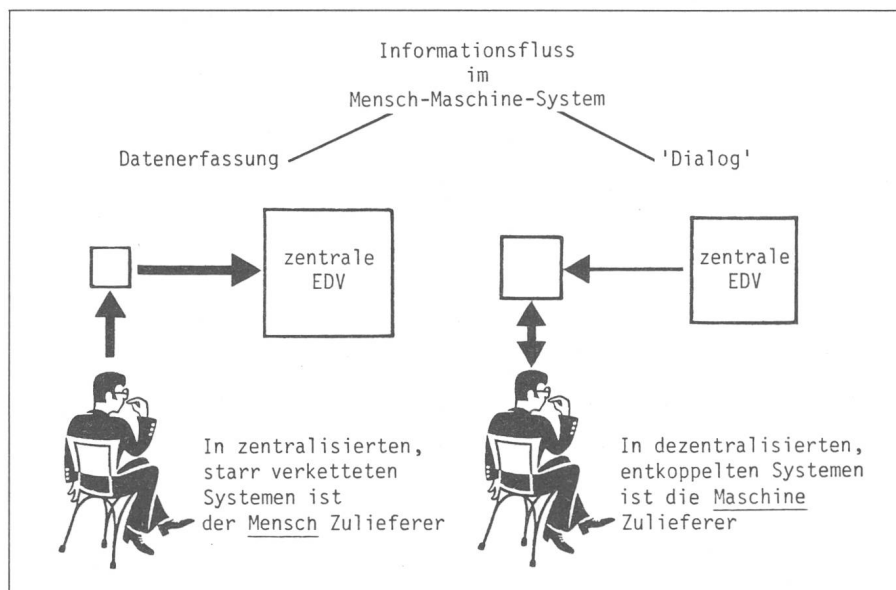 Informationsfluss
im
Mensch-Maschine-System
Datenerfassung
'Dialog'
zentrale
EDV
zentrale
EDV
In zentralisierten,
starr verketteten
Systemen ist
der Mensch Zulieferer
In dezentralisierten,
entkoppelten Systemen
ist die Maschine
Zulieferer